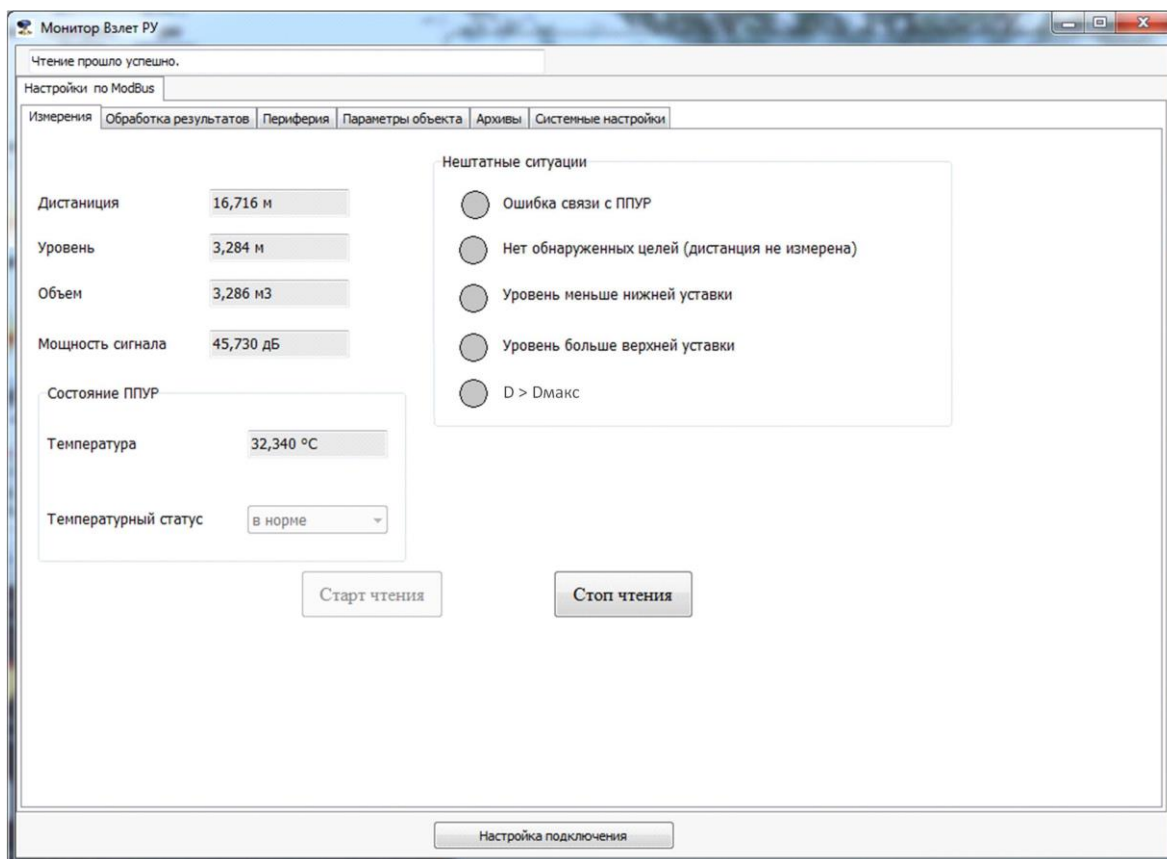 Монитор Взлет РУ
Чтение прошло успешно.
Настройки по ModBus
Измерения Обработка результатов Периферия Параметры объекта Архивы Системные настройки
Нештатные ситуации
Дистаниция 16,716 м
Ошибка связи с ППУР
Уровень 3,284 м
Нет обнаруженных целей (дистанция не измерена)
Объем 3,286 м3
Уровень меньше нижней уставки
Мощность сигнала 45,730 дБ
Уровень больше верхней уставки
Состояние ППУР
D > Dмакс
Температура 32,340 °C
Температурный статус в норме
Старт чтения Стоп чтения
Настройка подключения